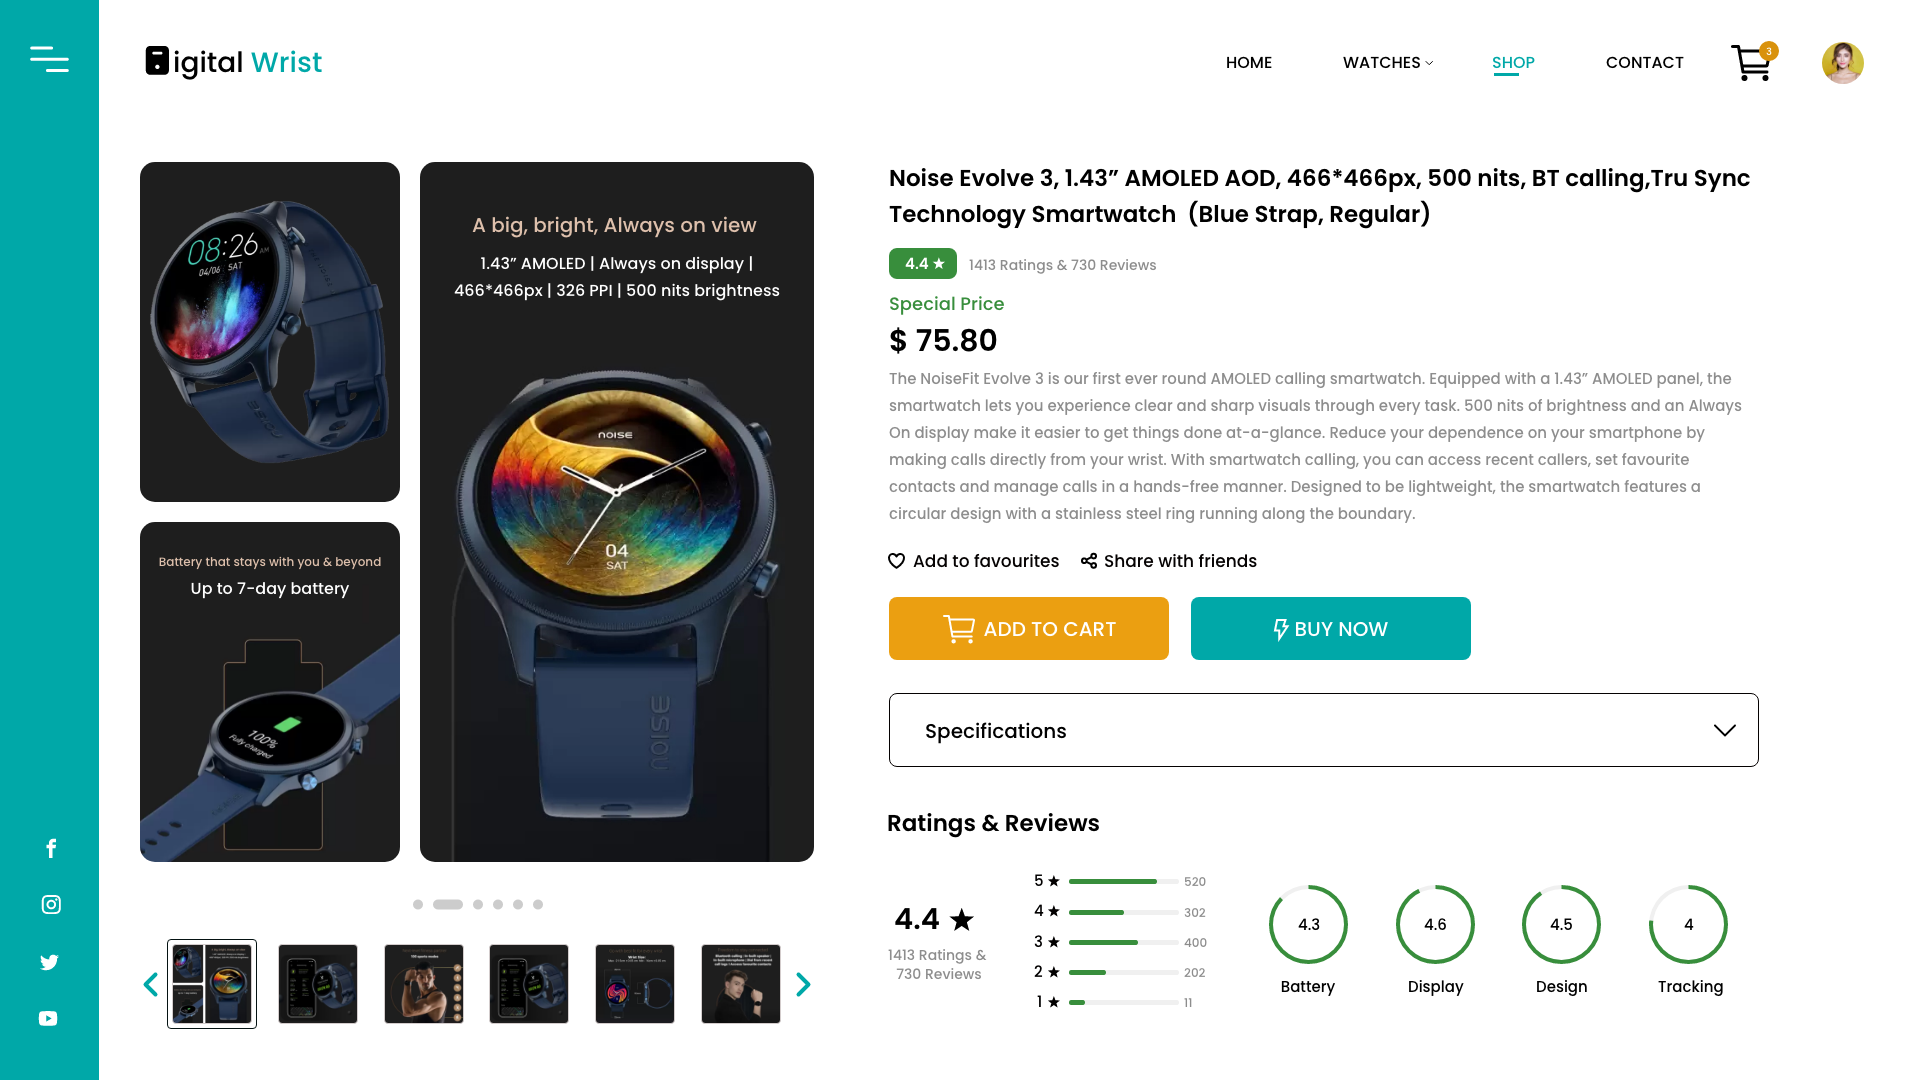 igital Wrist
HOME
WATCHES
SHOP
CONTACT
3
08:26 AM
04/06 SAT
A big, bright, Always on view
1.43” AMOLED | Always on display |
466*466px | 326 PPI | 500 nits brightness
noise
04
SAT
noise
Battery that stays with you & beyond
Up to 7-day battery
100%
Fully charged
Noise Evolve 3, 1.43” AMOLED AOD, 466*466px, 500 nits, BT calling,Tru Sync
Technology Smartwatch (Blue Strap, Regular)
4.4 ★
1413 Ratings & 730 Reviews
Special Price
$ 75.80
The NoiseFit Evolve 3 is our first ever round AMOLED calling smartwatch. Equipped with a 1.43” AMOLED panel, the
smartwatch lets you experience clear and sharp visuals through every task. 500 nits of brightness and an Always
On display make it easier to get things done at-a-glance. Reduce your dependence on your smartphone by
making calls directly from your wrist. With smartwatch calling, you can access recent callers, set favourite
contacts and manage calls in a hands-free manner. Designed to be lightweight, the smartwatch features a
circular design with a stainless steel ring running along the boundary.
Add to favourites
Share with friends
ADD TO CART
BUY NOW
Specifications
Ratings & Reviews
4.4 ★
1413 Ratings &
730 Reviews
5 ★ 520
4 ★ 302
3 ★ 400
2 ★ 202
1 ★ 11
4.3
Battery
4.6
Display
4.5
Design
4
Tracking